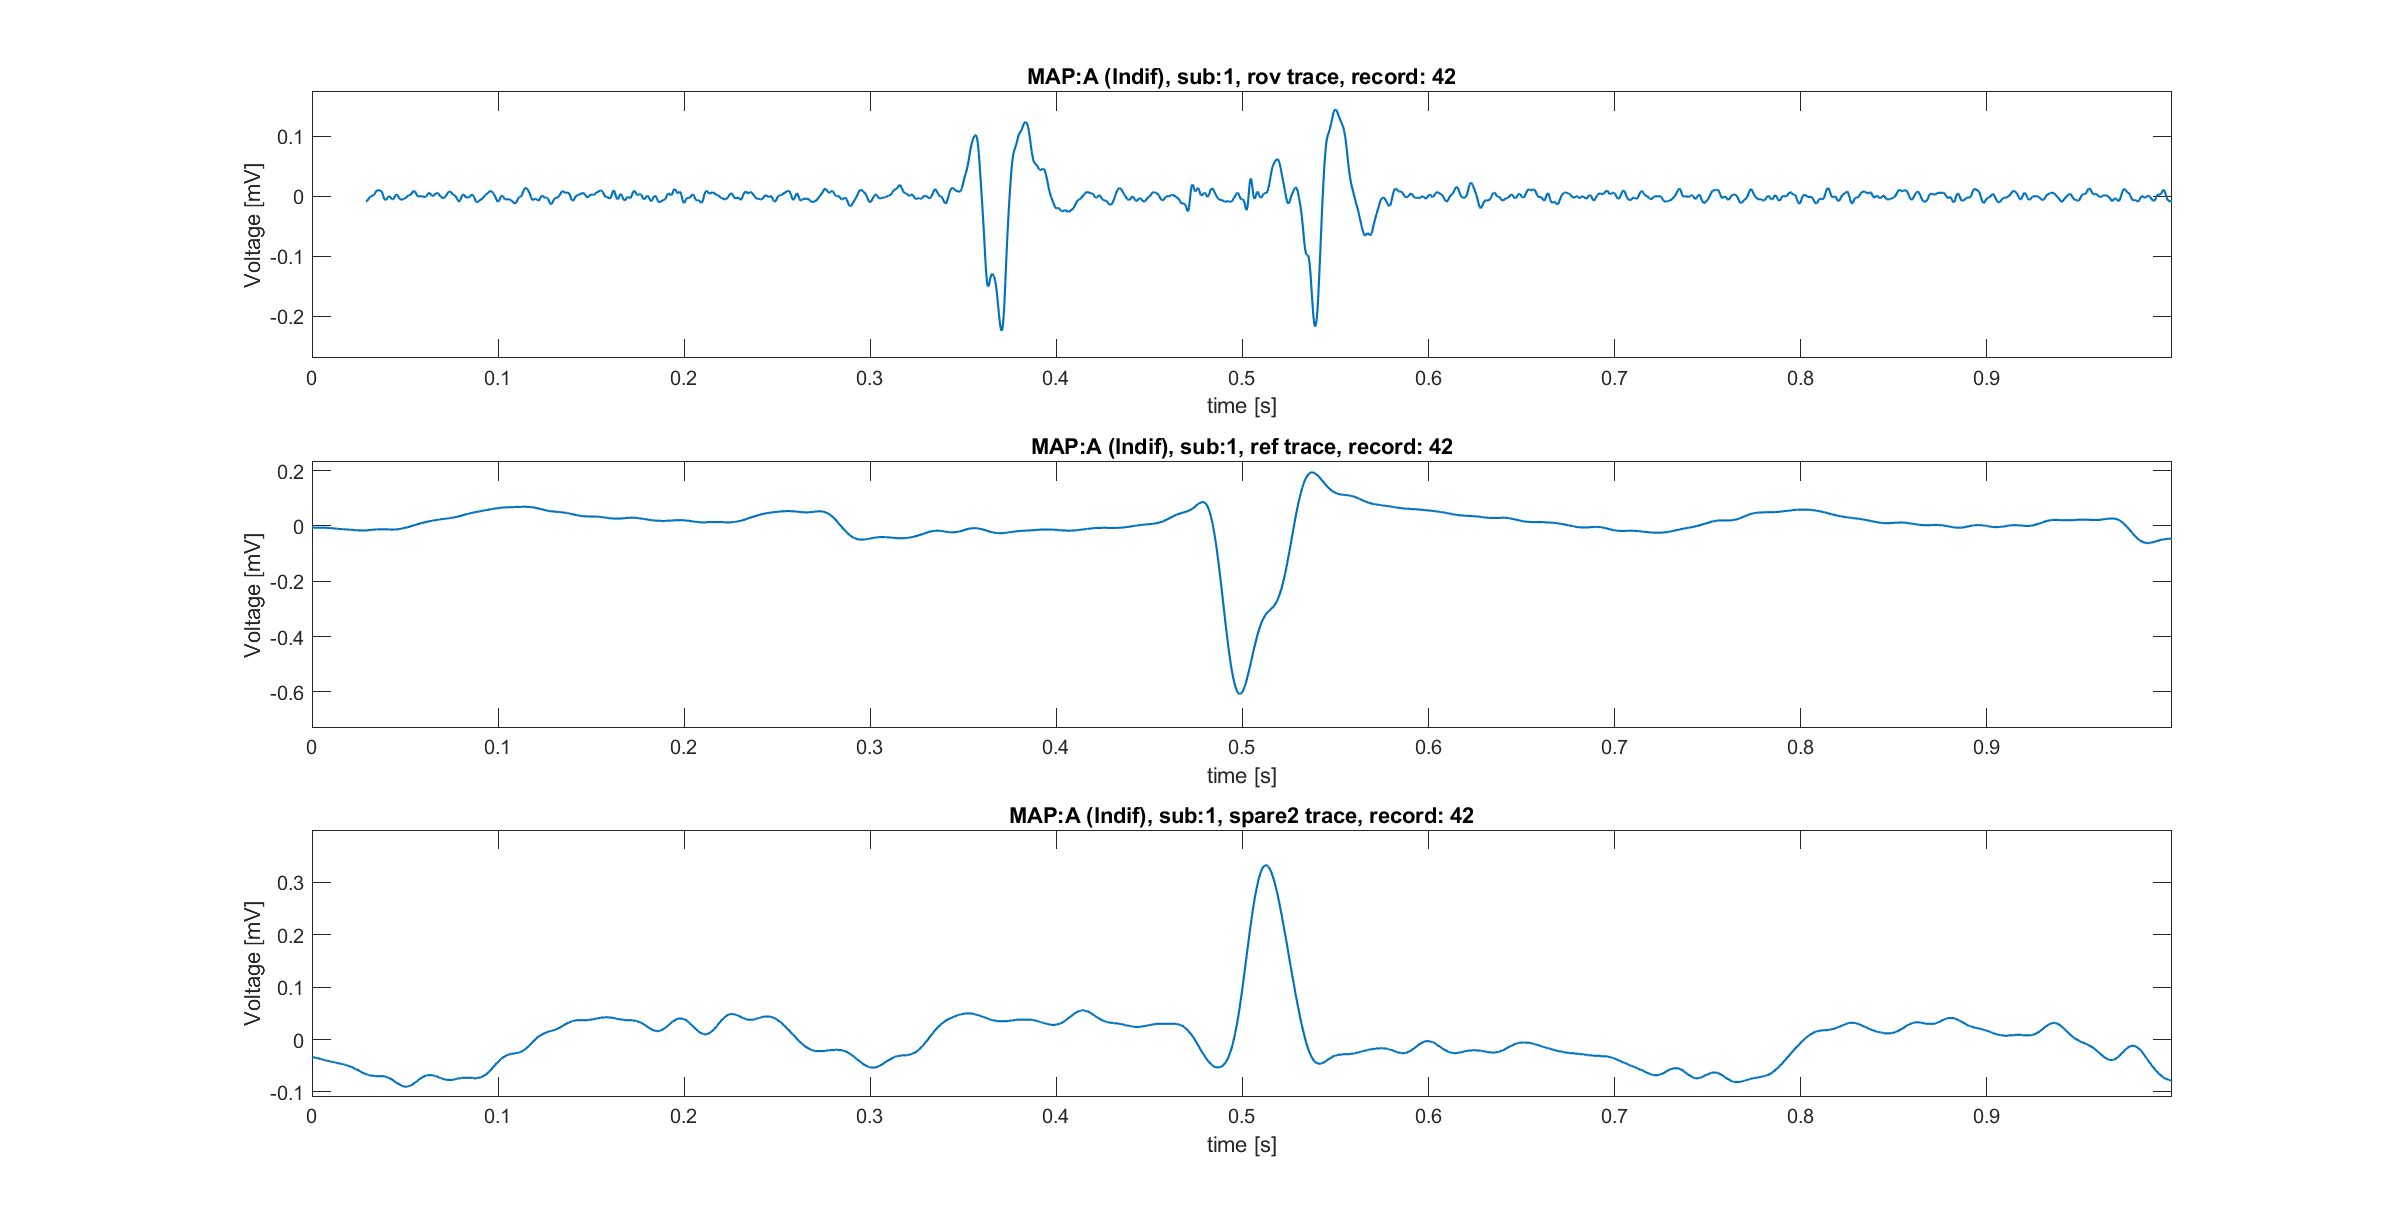 MAP:A (Indif), sub:1, rov trace, record: 42
Voltage [mV]
0.1
0
-0.1
-0.2
0 0.1 0.2 0.3 0.4 0.5 0.6 0.7 0.8 0.9
time [s]
MAP:A (Indif), sub:1, ref trace, record: 42
Voltage [mV]
0.2
0
-0.2
-0.4
-0.6
0 0.1 0.2 0.3 0.4 0.5 0.6 0.7 0.8 0.9
time [s]
MAP:A (Indif), sub:1, spare2 trace, record: 42
Voltage [mV]
0.3
0.2
0.1
0
-0.1
0 0.1 0.2 0.3 0.4 0.5 0.6 0.7 0.8 0.9
time [s]